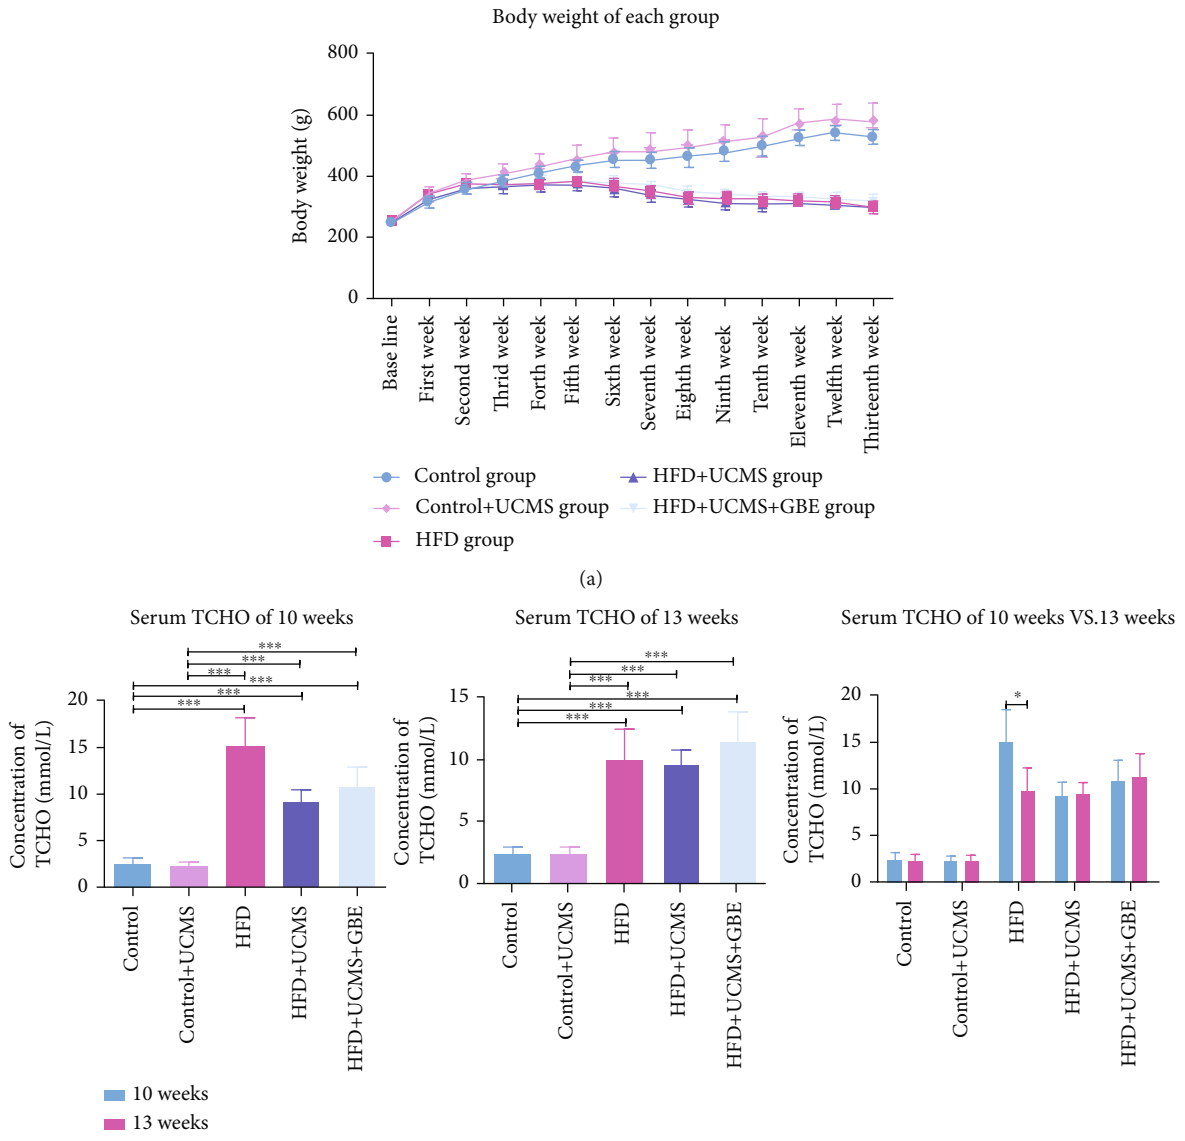 Body weight of each group
Body weight (g)
800
600
400
200
0
Base line
First week
Second week
Thrid week
Forth week
Fifth week
Sixth week
Seventh week
Eighth week
Ninth week
Tenth week
Eleventh week
Twelfth week
Thirteenth week
Control group
HFD+UCMS group
Control+UCMS group
HFD+UCMS+GBE group
HFD group
(a)
Serum TCHO of 10 weeks
***
***
***
***
***
***
Concentration of
TCHO (mmol/L)
20
15
10
5
0
Control
Control+UCMS
HFD
HFD+UCMS
HFD+UCMS+GBE
Serum TCHO of 13 weeks
***
***
***
***
***
***
Concentration of
TCHO (mmol/L)
15
10
5
0
Control
Control+UCMS
HFD
HFD+UCMS
HFD+UCMS+GBE
Serum TCHO of 10 weeks VS.13 weeks
*
Concentration of
TCHO (mmol/L)
20
15
10
5
0
Control
Control+UCMS
HFD
HFD+UCMS
HFD+UCMS+GBE
10 weeks
13 weeks